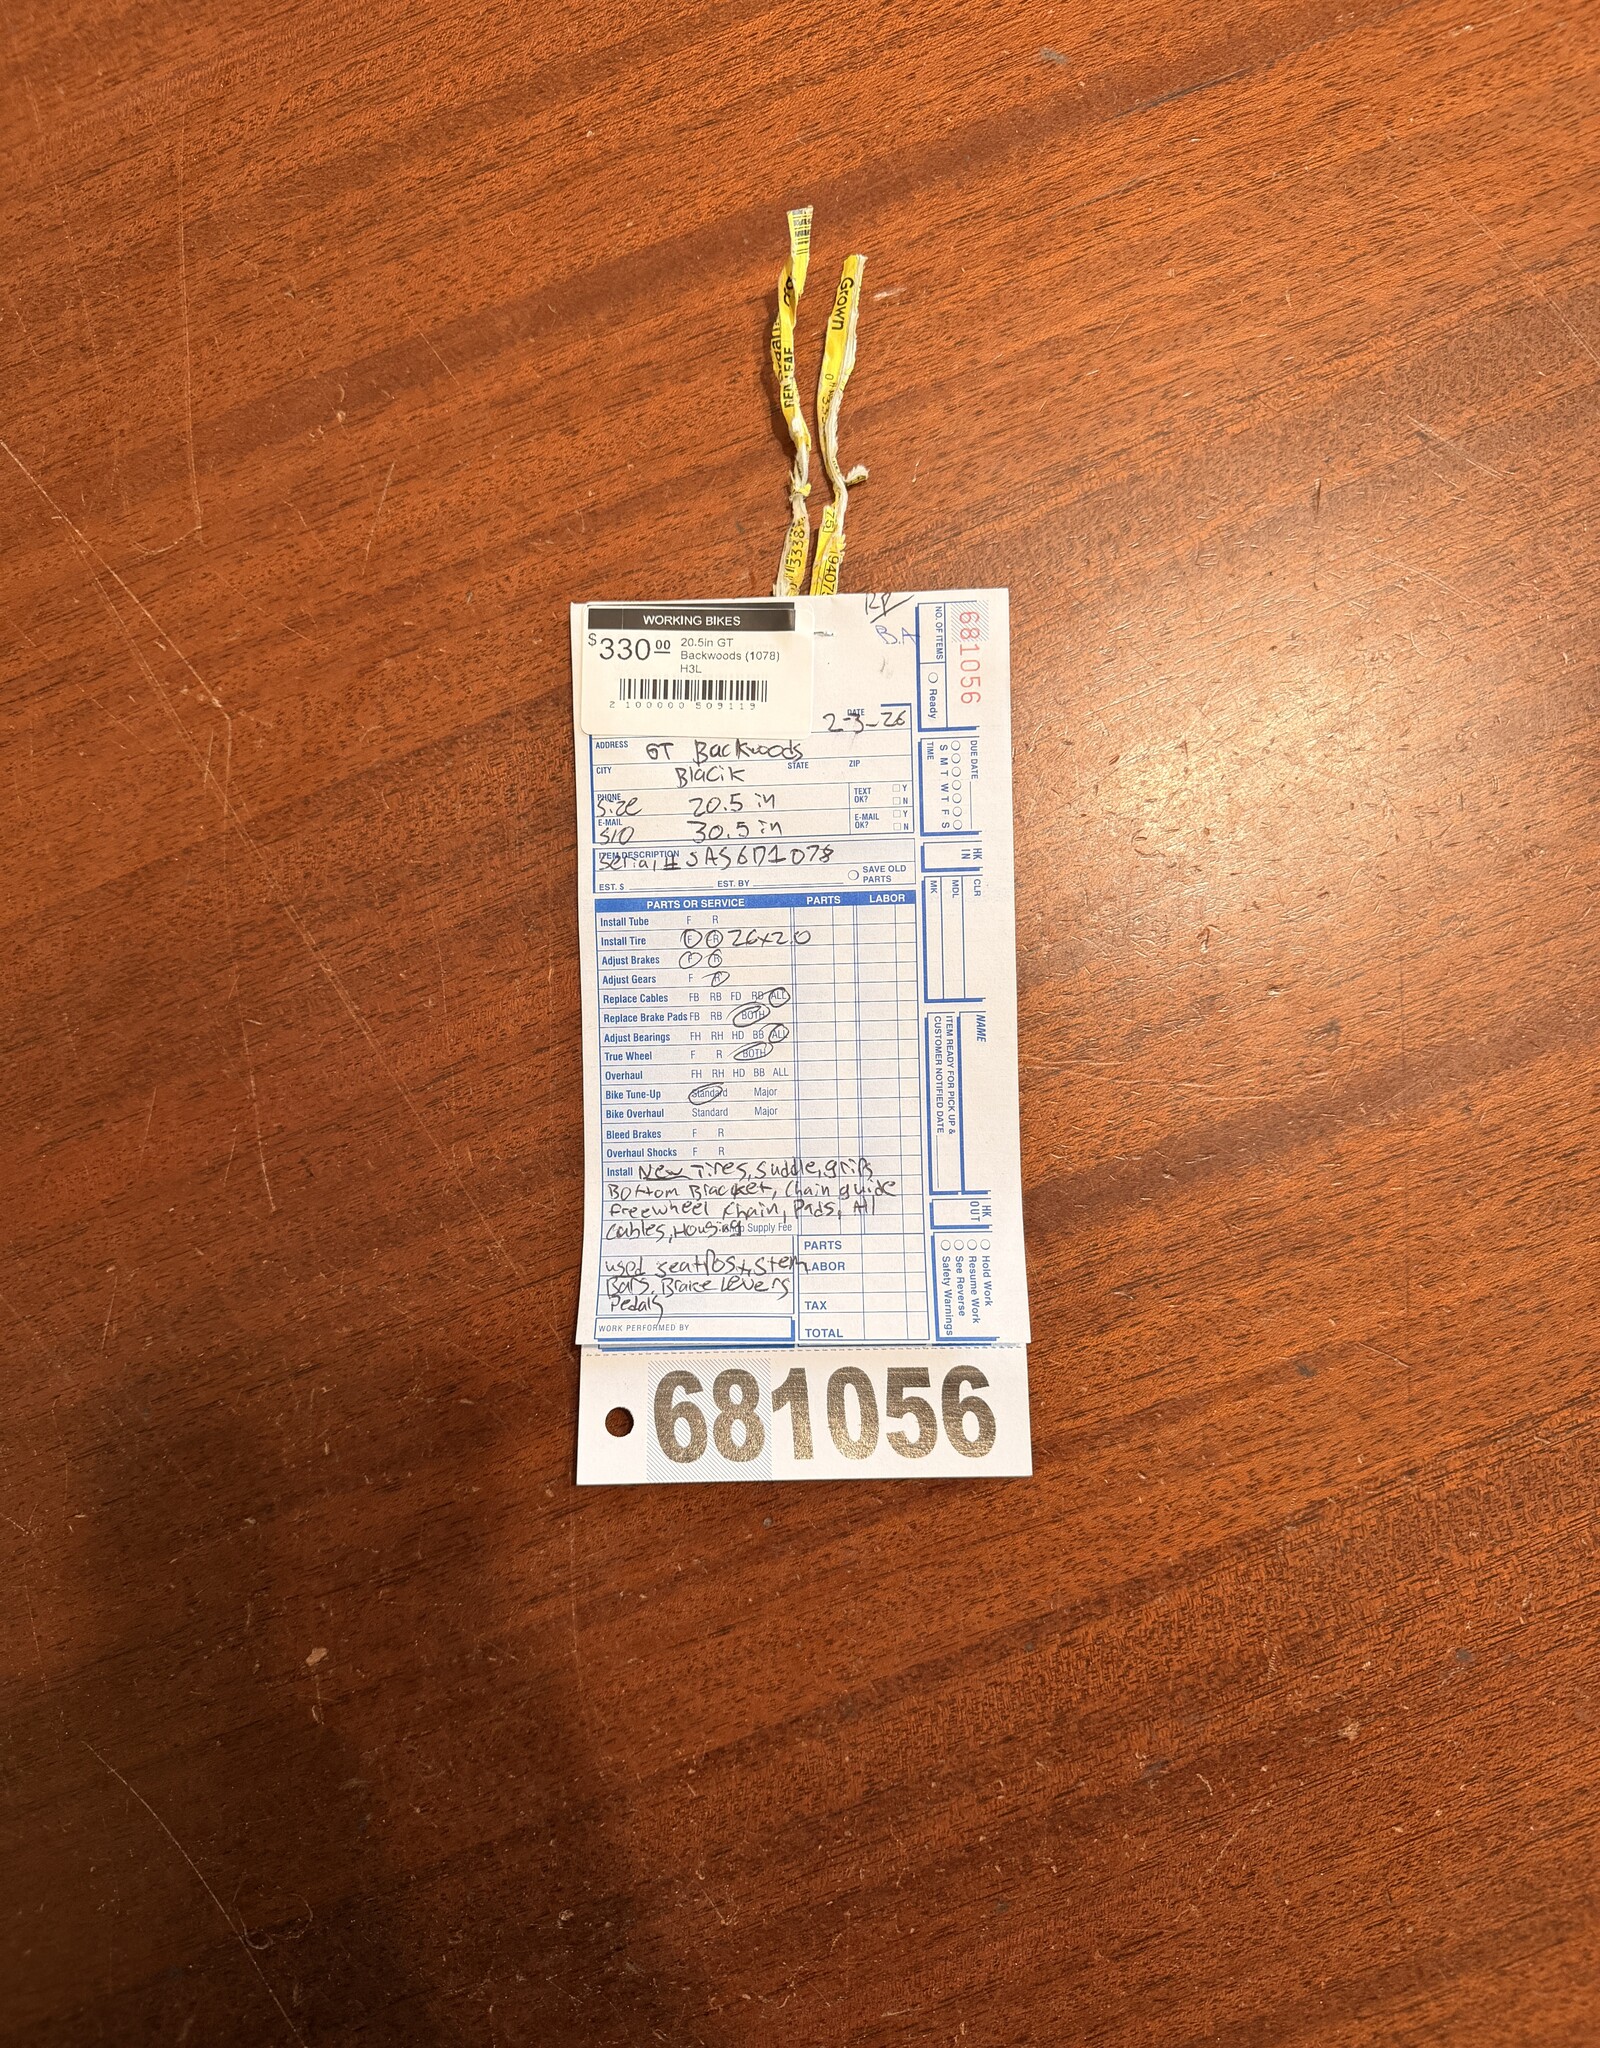 Grown
3338
75
9407
WORKING BIKES
$330.00 20.5in GT
Backwoods (1078)
H3L
2 100000 509119
RP
B.A
DATE 2-3-26
ADDRESS GT Backwoods
CITY Black STATE ZIP
PHONE Size 20.5 in TEXT OK? Y N
E-MAIL S/O 30.5 in E-MAIL OK? Y N
ITEM DESCRIPTION Serial #
EST. $ EST. BY SAVE OLD PARTS
PARTS OR SERVICE PARTS LABOR
Install Tube F R
Install Tire F R 26x2.0
Adjust Brakes F R
Adjust Gears F R
Replace Cables FB RB FD RD ALL
Replace Brake Pads FB RB BOTH
Adjust Bearings FH RH HD BB ALL
True Wheel F R BOTH
Overhaul FH RH HD BB ALL
Bike Tune-Up Standard Major
Bike Overhaul Standard Major
Bleed Brakes F R
Overhaul Shocks F R
Install New Tires, Saddle, grips
Bottom Bracket, Chain guide
freewheel Chain, Pads, All
Cables, Housing Shop Supply Fee
used seatpost, stem
Bars, Brake Levers
Pedals
WORK PERFORMED BY
PARTS
LABOR
TAX
TOTAL
681056
NO. OF ITEMS Ready
DUE DATE
S M T W T F S
TIME
HK IN
CLR
MDL
MK
NAME
ITEM READY FOR PICK UP &
CUSTOMER NOTIFIED DATE
HK OUT
Hold Work
Resume Work
See Reverse
Safety Warnings
681056